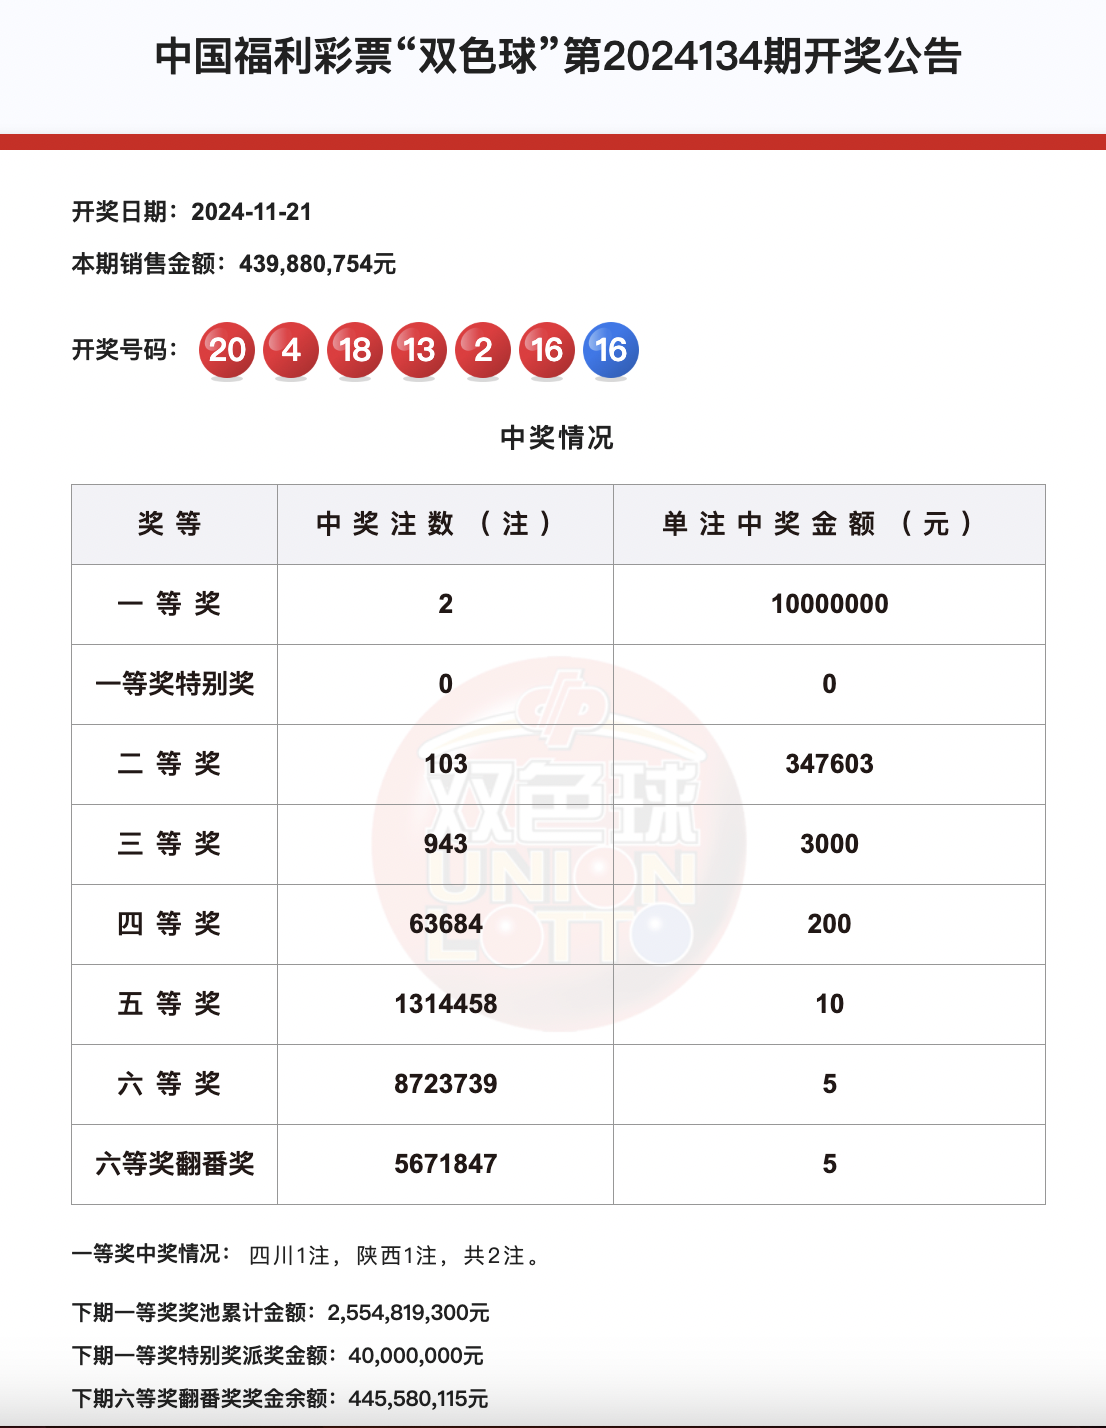 中国福利彩票“双色球”第2024134期开奖公告
开奖日期：2024-11-21
本期销售金额：439,880,754元
开奖号码： 20 4 18 13 2 16 16
中奖情况
奖等 中奖注数（注） 单注中奖金额（元）
一等奖 2 10000000
一等奖特别奖 0 0
二等奖 103 347603
三等奖 943 3000
四等奖 63684 200
五等奖 1314458 10
六等奖 8723739 5
六等奖翻番奖 5671847 5
双色球
UNION
LOTTO
一等奖中奖情况： 四川1注，陕西1注，共2注。
下期一等奖奖池累计金额：2,554,819,300元
下期一等奖特别奖派奖金额：40,000,000元
下期六等奖翻番奖奖金余额：445,580,115元